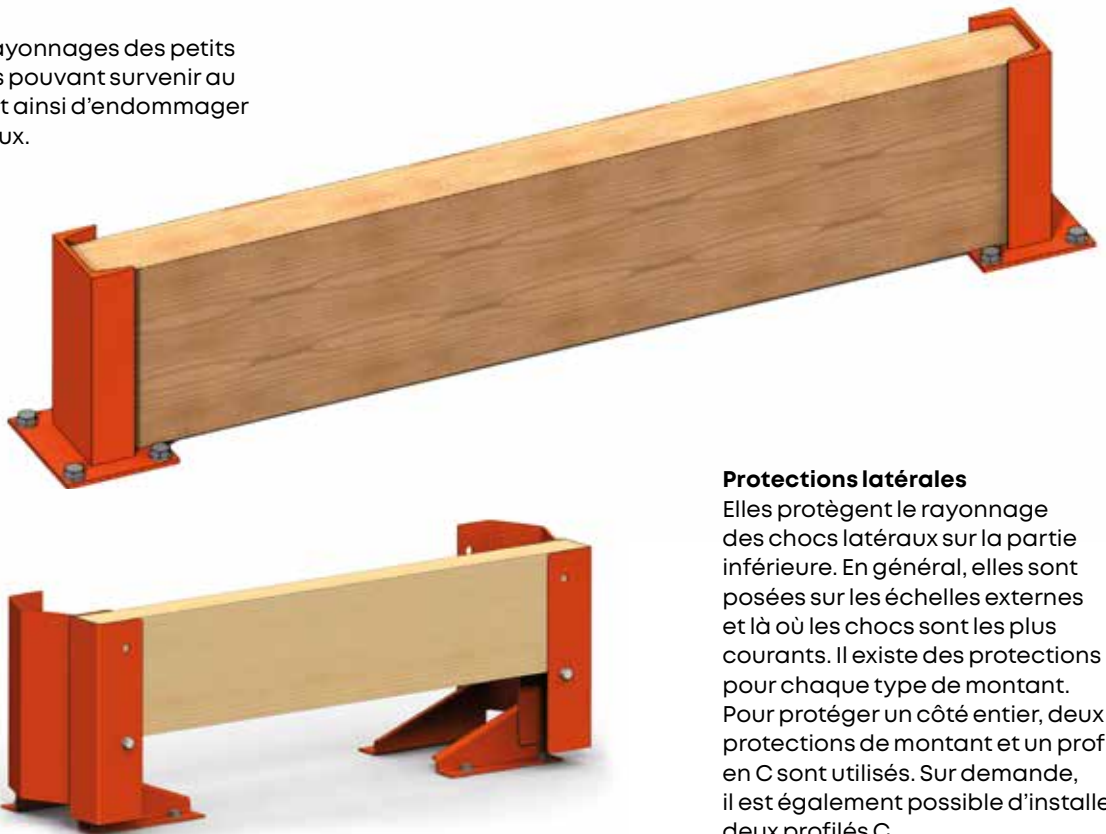 ayonnages des petits
s pouvant survenir au
t ainsi d'endommager
ux.
Protections latérales
Elles protègent le rayonnage
des chocs latéraux sur la partie
inférieure. En général, elles sont
posées sur les échelles externes
et là où les chocs sont les plus
courants. Il existe des protections
pour chaque type de montant.
Pour protéger un côté entier, deux
protections de montant et un prof
en C sont utilisés. Sur demande,
il est également possible d'installe
deux profilés C